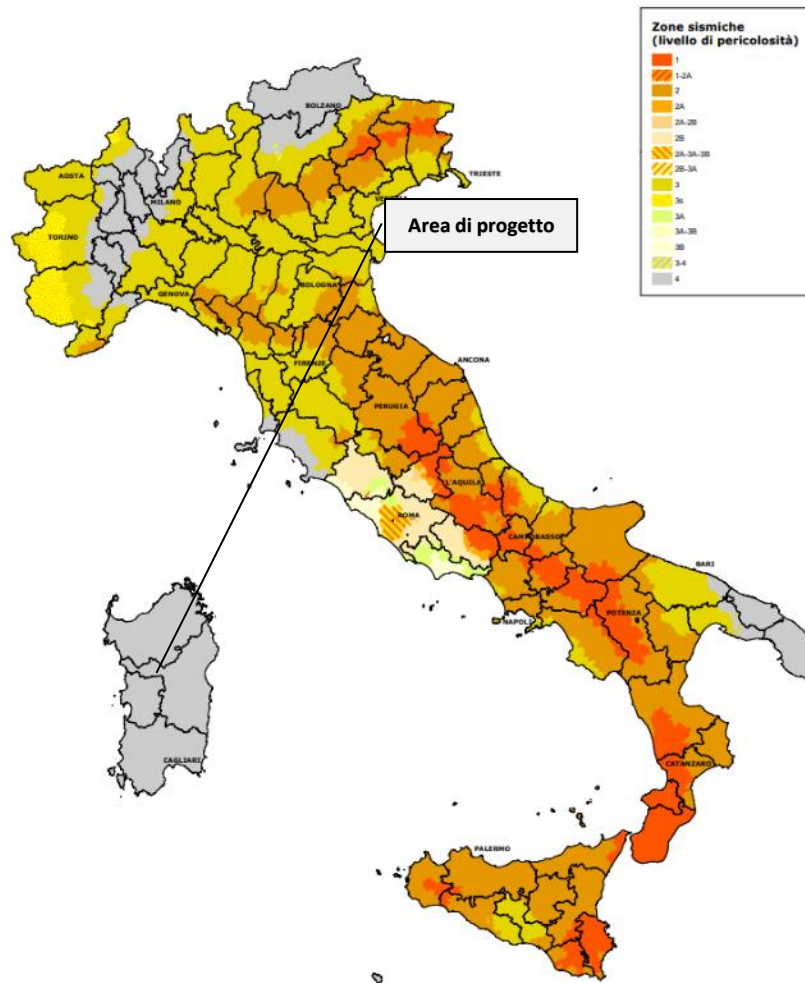 Zone sismiche
(livello di pericolosità)
1
1-2A
2
2A
2A-2B
2B
2A-3A-3B
2B-3A
3
3s
3A
3A-3B
3B
3-4
4
BOLZANO
AOSTA
TRIESTE
MILANO
Area di progetto
TORINO
BOLOGNA
GENOVA
FIRENZE
ANCONA
PERUGIA
L'AQUILA
ROMA
CAMPOBASSO
BARI
NAPOLI
POTENZA
CAGLIARI
CATANZARO
PALERMO